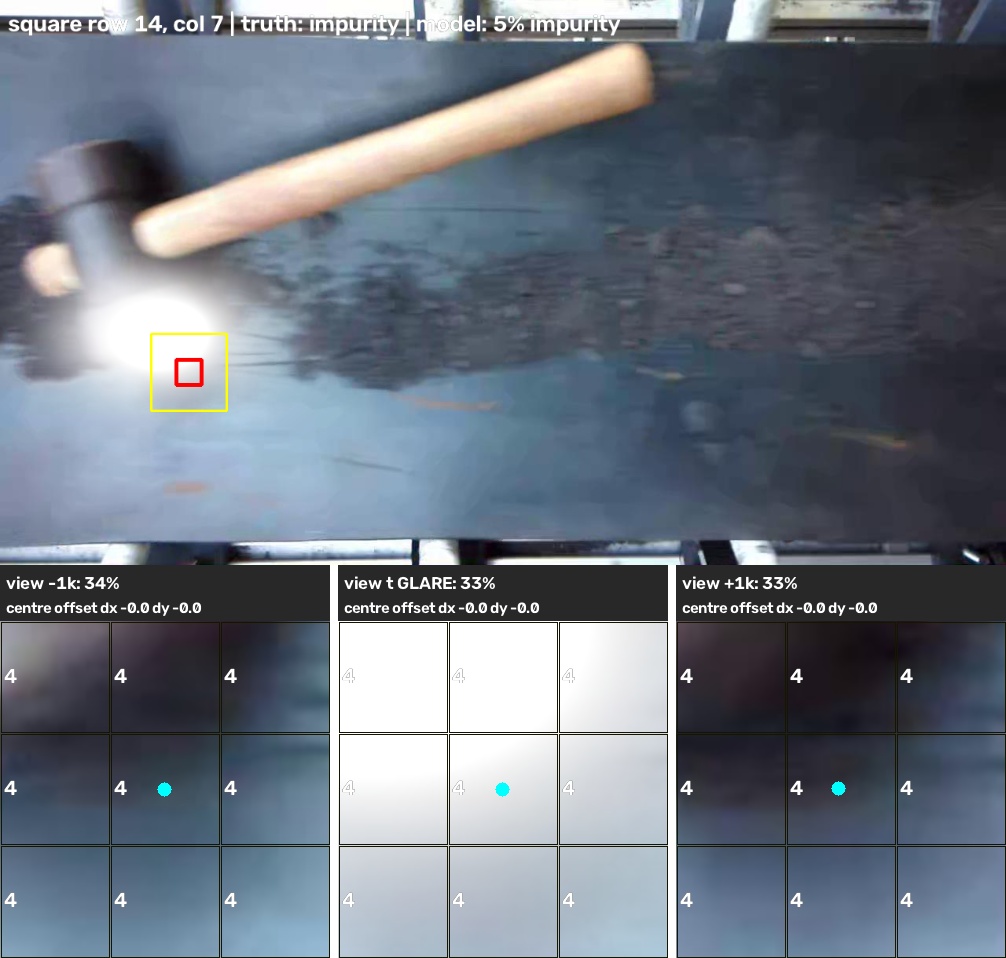 square row 14, col 7 | truth: impurity | model: 5% impurity
view -1k: 34%
centre offset dx -0.0 dy -0.0
view t GLARE: 33%
centre offset dx -0.0 dy -0.0
view +1k: 33%
centre offset dx -0.0 dy -0.0
4 4 4 4 4 4 4 4 4
4 4 4 4 4 4 4 4 4
4 4 4 4 4 4 4 4 4